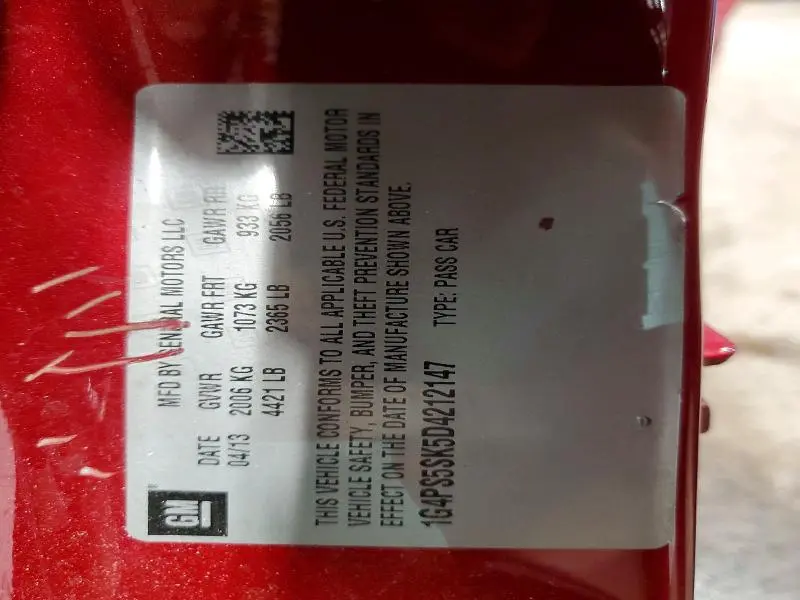 GM
MFD BY GENERAL MOTORS LLC
DATE GVWR GAWR FRT GAWR RR
04/13 2006 KG 1073 KG 933 KG
4421 LB 2365 LB 2056 LB
THIS VEHICLE CONFORMS TO ALL APPLICABLE U.S. FEDERAL MOTOR
VEHICLE SAFETY, BUMPER, AND THEFT PREVENTION STANDARDS IN
EFFECT ON THE DATE OF MANUFACTURE SHOWN ABOVE.
1G4PS5SK5D4212147 TYPE: PASS CAR